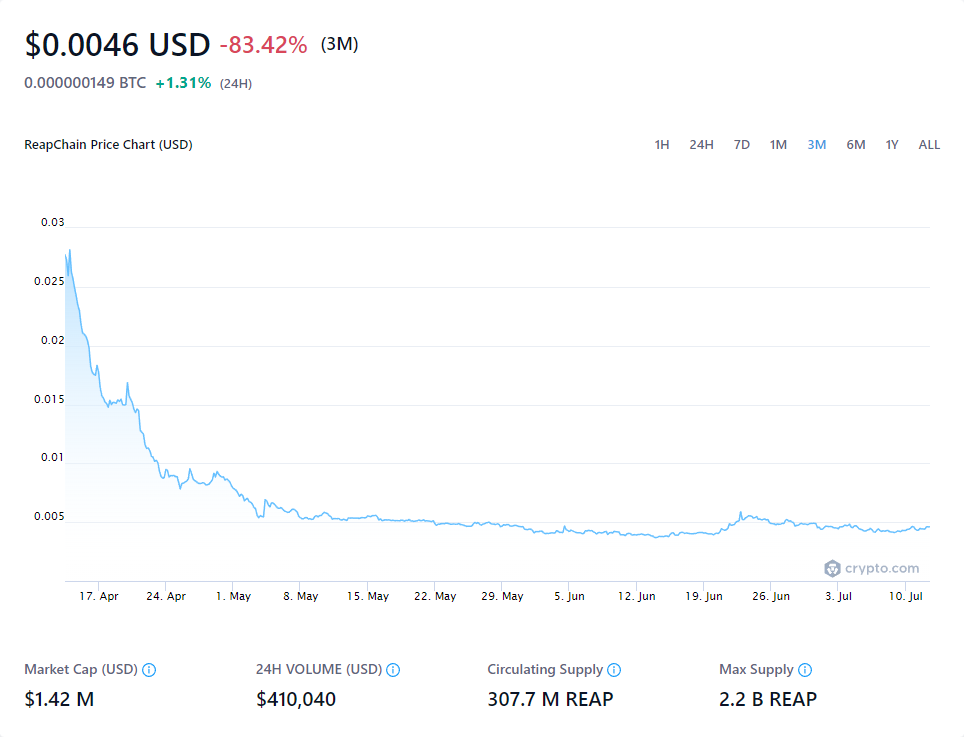 $0.0046 USD -83.42% (3M)
0.000000149 BTC +1.31% (24H)
ReapChain Price Chart (USD) 1H 24H 7D 1M 3M 6M 1Y ALL
0.03
0.025
0.02
0.015
0.01
0.005
crypto.com
17. Apr 24. Apr 1. May 8. May 15. May 22. May 29. May 5. Jun 12. Jun 19. Jun 26. Jun 3. Jul 10. Jul
Market Cap (USD) 24H VOLUME (USD) Circulating Supply Max Supply
$1.42 M $410,040 307.7 M REAP 2.2 B REAP